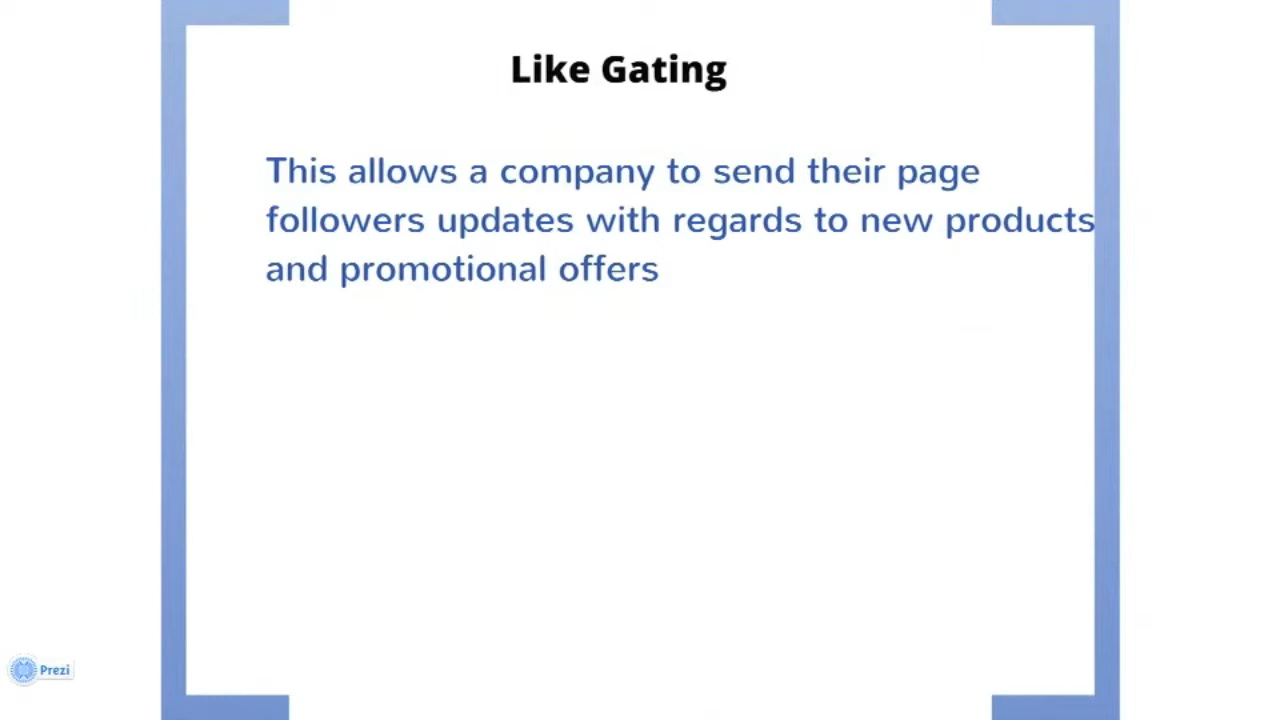 Like Gating
This allows a company to send their page
followers updates with regards to new products
and promotional offers
Prezi